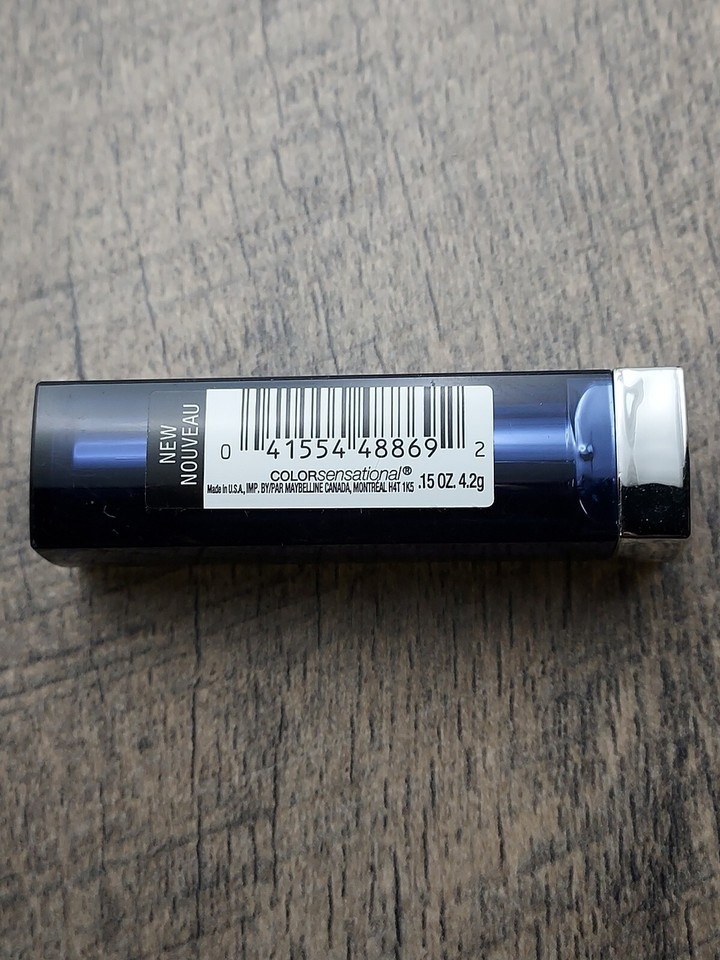 NEW
NOUVEAU
0 41554 48869 2
COLORsensational®
Made in U.S.A., IMP. BY/PAR MAYBELLINE CANADA, MONTRÉAL H4T 1K5 .15 OZ. 4.2g